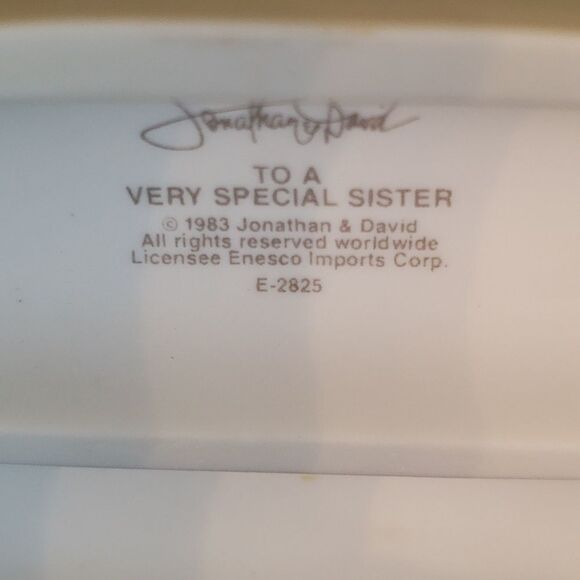 Jonathan & David
TO A
VERY SPECIAL SISTER
© 1983 Jonathan & David
All rights reserved worldwide
Licensee Enesco Imports Corp.
E-2825